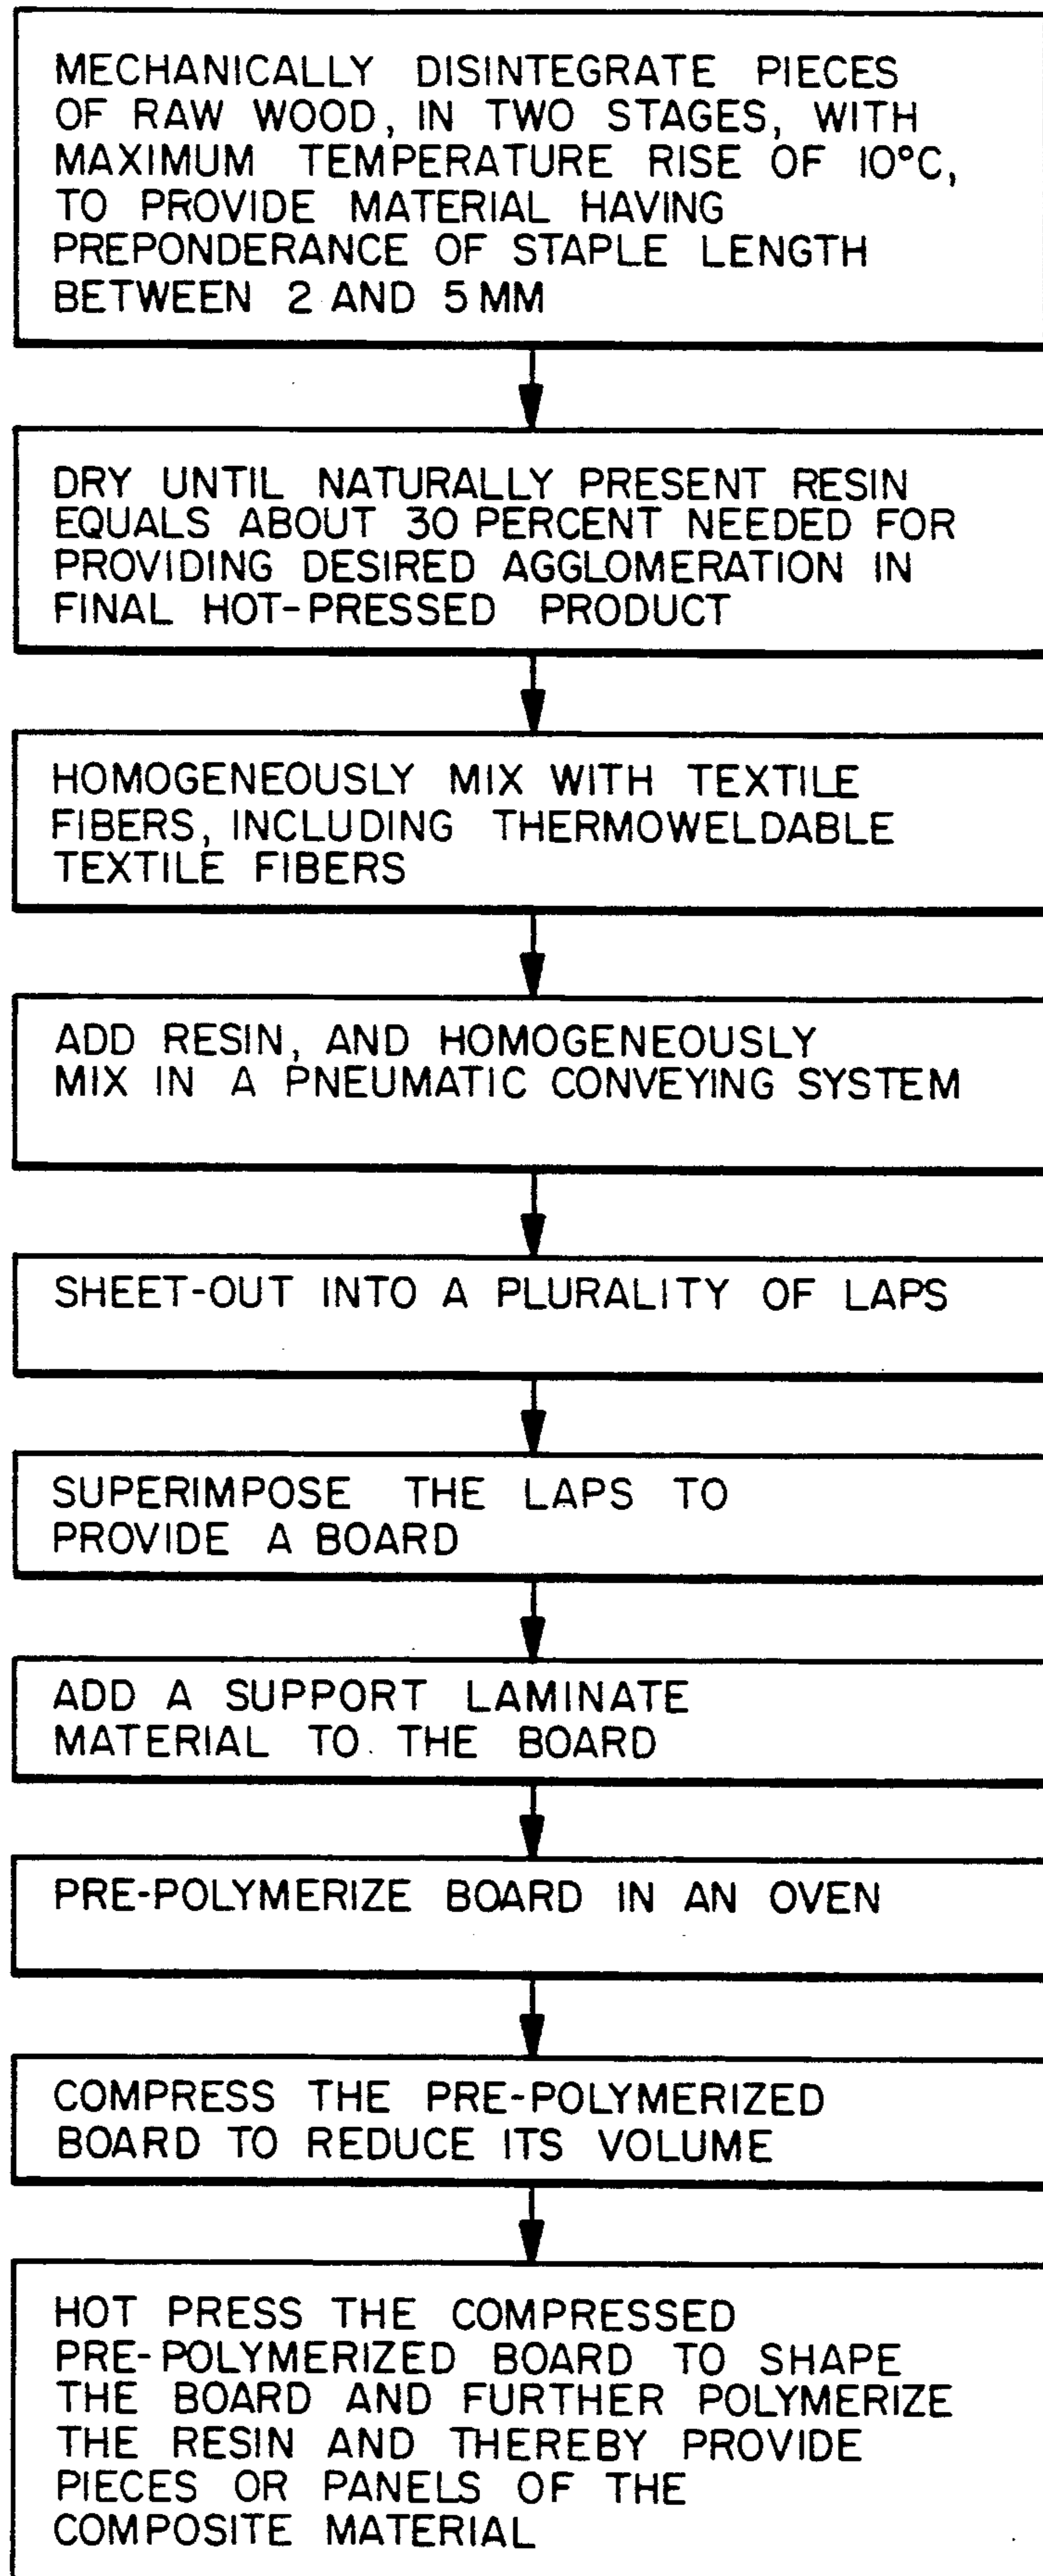 MECHANICALLY DISINTEGRATE PIECES
OF RAW WOOD, IN TWO STAGES, WITH
MAXIMUM TEMPERATURE RISE OF 10°C,
TO PROVIDE MATERIAL HAVING
PREPONDERANCE OF STAPLE LENGTH
BETWEEN 2 AND 5 MM
DRY UNTIL NATURALLY PRESENT RESIN
EQUALS ABOUT 30 PERCENT NEEDED FOR
PROVIDING DESIRED AGGLOMERATION IN
FINAL HOT-PRESSED PRODUCT
HOMOGENEOUSLY MIX WITH TEXTILE
FIBERS, INCLUDING THERMOWELDABLE
TEXTILE FIBERS
ADD RESIN, AND HOMOGENEOUSLY
MIX IN A PNEUMATIC CONVEYING SYSTEM
SHEET-OUT INTO A PLURALITY OF LAPS
SUPERIMPOSE THE LAPS TO
PROVIDE A BOARD
ADD A SUPPORT LAMINATE
MATERIAL TO THE BOARD
PRE-POLYMERIZE BOARD IN AN OVEN
COMPRESS THE PRE-POLYMERIZED
BOARD TO REDUCE ITS VOLUME
HOT PRESS THE COMPRESSED
PRE-POLYMERIZED BOARD TO SHAPE
THE BOARD AND FURTHER POLYMERIZE
THE RESIN AND THEREBY PROVIDE
PIECES OR PANELS OF THE
COMPOSITE MATERIAL